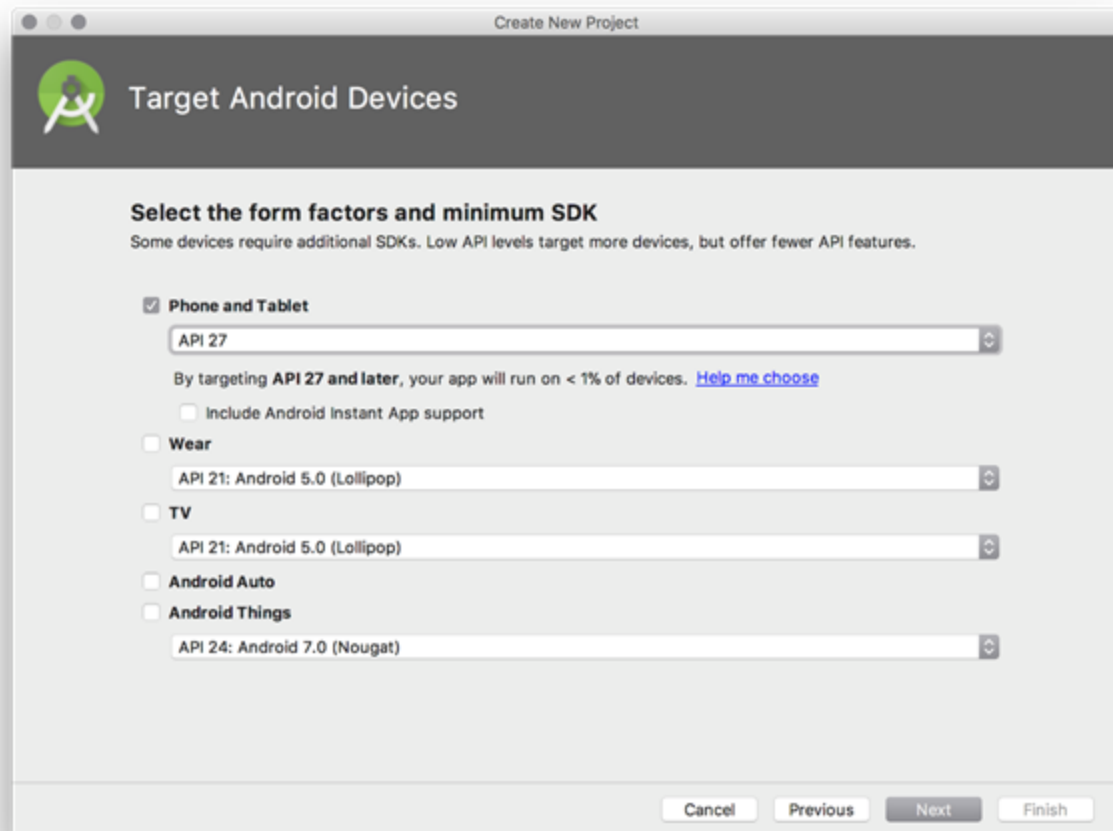 Create New Project
Target Android Devices
Select the form factors and minimum SDK
Some devices require additional SDKs. Low API levels target more devices, but offer fewer API features.
Phone and Tablet
API 27
By targeting API 27 and later, your app will run on < 1% of devices. Help me choose
Include Android Instant App support
Wear
API 21: Android 5.0 (Lollipop)
TV
API 21: Android 5.0 (Lollipop)
Android Auto
Android Things
API 24: Android 7.0 (Nougat)
Cancel Previous Next Finish